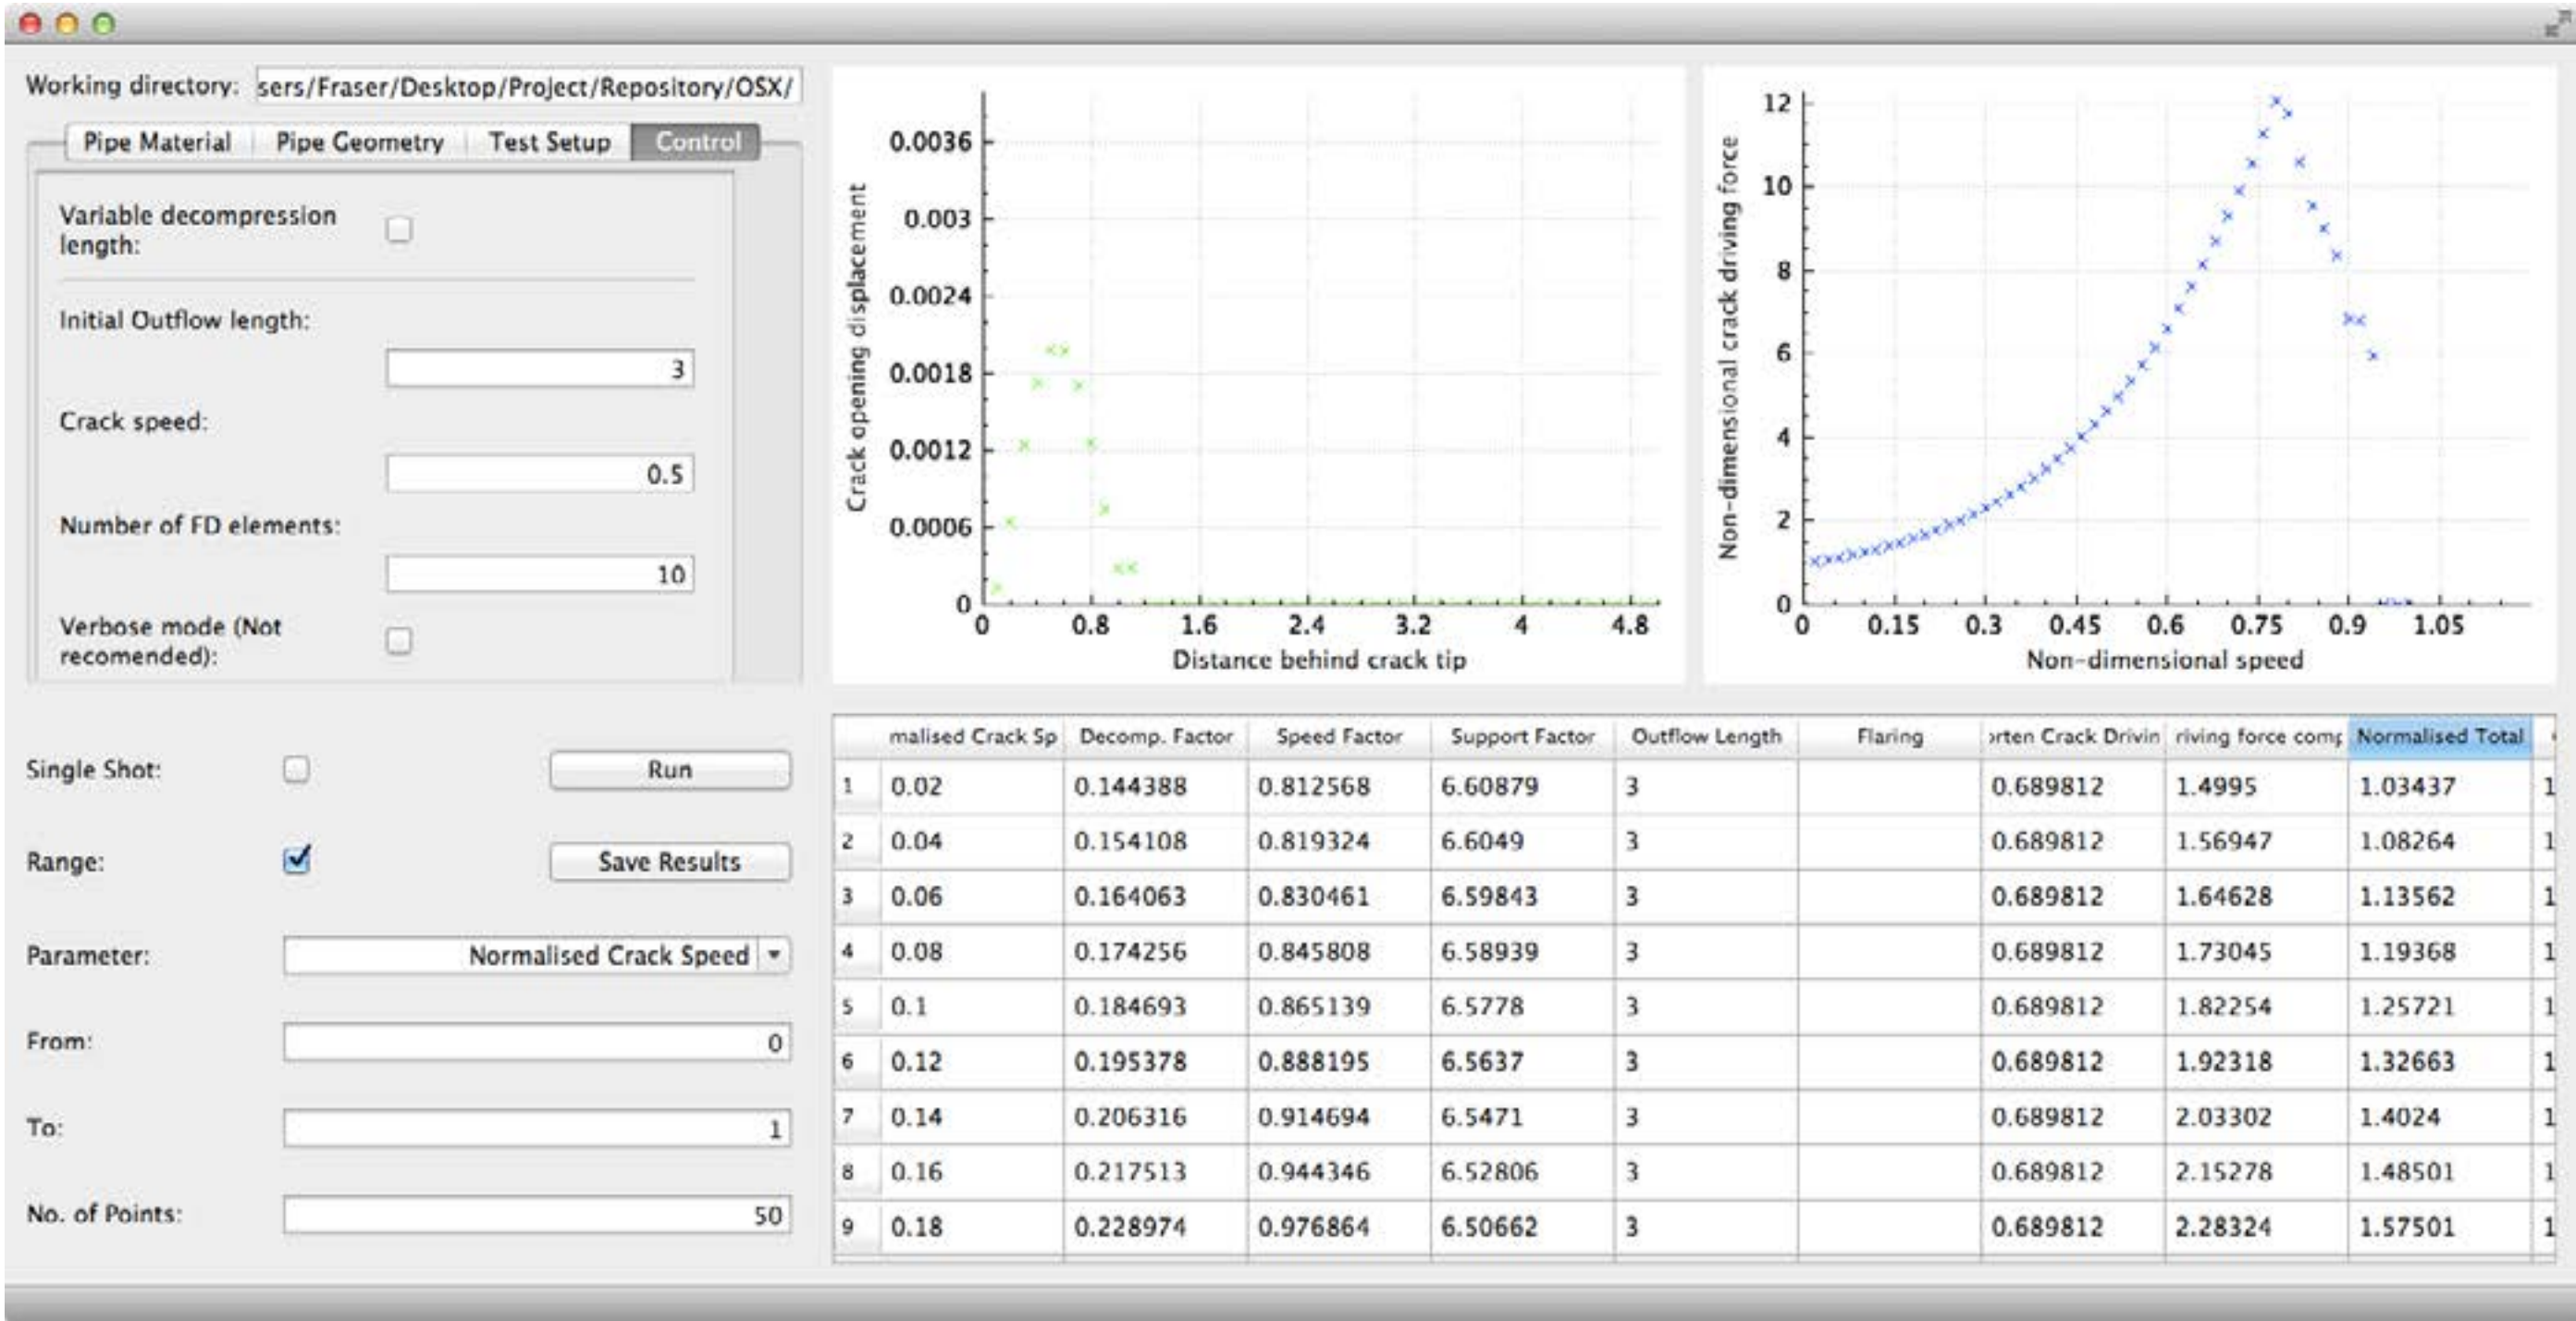 Working directory: sers/Fraser/Desktop/Project/Repository/OSX/
Pipe Material Pipe Geometry Test Setup Control
Variable decompression
length:
Initial Outflow length:
3
Crack speed:
0.5
Number of FD elements:
10
Verbose mode (Not
recomended):
Single Shot: Run
Range: Save Results
Parameter: Normalised Crack Speed
From: 0
To: 1
No. of Points: 50
Crack opening displacement
0.0036
0.003
0.0024
0.0018
0.0012
0.0006
0
0 0.8 1.6 2.4 3.2 4 4.8
Distance behind crack tip
Non-dimensional crack driving force
12
10
8
6
4
2
0
0 0.15 0.3 0.45 0.6 0.75 0.9 1.05
Non-dimensional speed
malised Crack Sp Decomp. Factor Speed Factor Support Factor Outflow Length Flaring orten Crack Drivin riving force comp Normalised Total
1 0.02 0.144388 0.812568 6.60879 3 0.689812 1.4995 1.03437 1
2 0.04 0.154108 0.819324 6.6049 3 0.689812 1.56947 1.08264 1
3 0.06 0.164063 0.830461 6.59843 3 0.689812 1.64628 1.13562 1
4 0.08 0.174256 0.845808 6.58939 3 0.689812 1.73045 1.19368 1
5 0.1 0.184693 0.865139 6.5778 3 0.689812 1.82254 1.25721 1
6 0.12 0.195378 0.888195 6.5637 3 0.689812 1.92318 1.32663 1
7 0.14 0.206316 0.914694 6.5471 3 0.689812 2.03302 1.4024 1
8 0.16 0.217513 0.944346 6.52806 3 0.689812 2.15278 1.48501 1
9 0.18 0.228974 0.976864 6.50662 3 0.689812 2.28324 1.57501 1